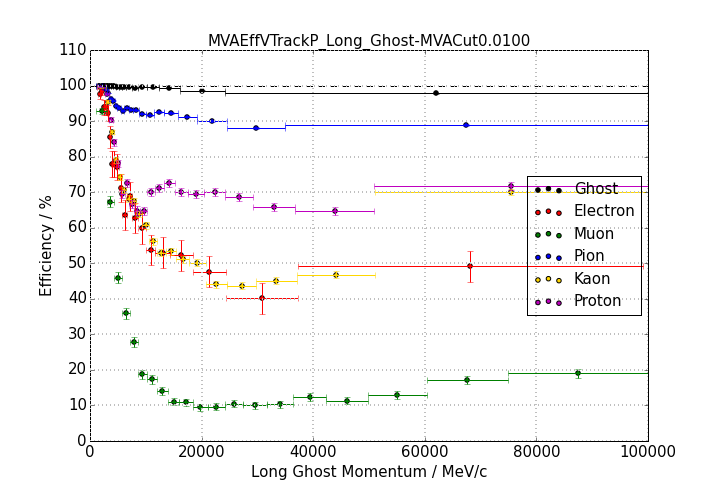 MVAEffVTrackP_Long_Ghost-MVACut0.0100
110
100
90
80
70
60
50
40
30
20
10
0
Efficiency / %
Ghost
Electron
Muon
Pion
Kaon
Proton
0 20000 40000 60000 80000 100000
Long Ghost Momentum / MeV/c